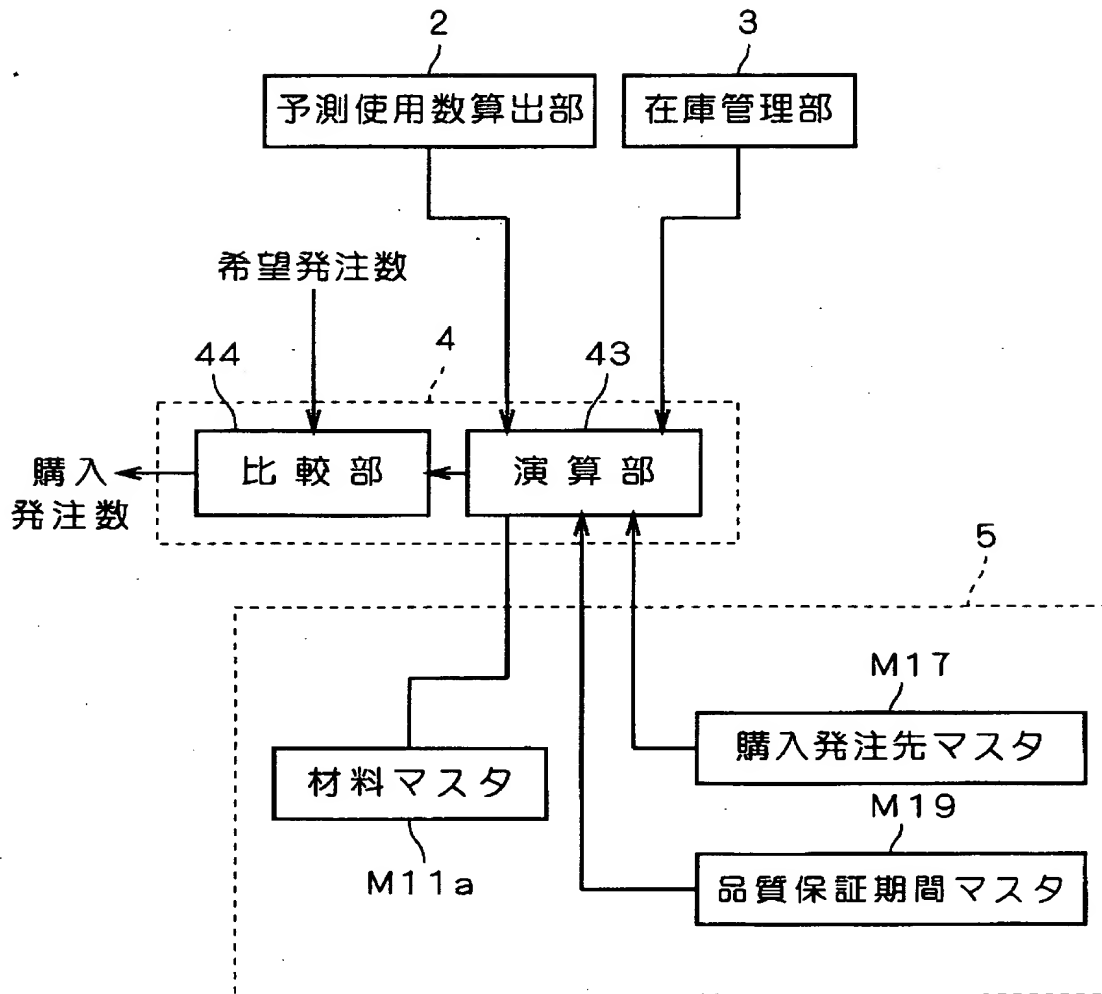 2
3
予測使用数算出部
在庫管理部
希望発注数
4
44
43
比較部
演算部
購入
発注数
5
M17
購入発注先マスタ
材料マスタ
M19
M11a
品質保証期間マスタ